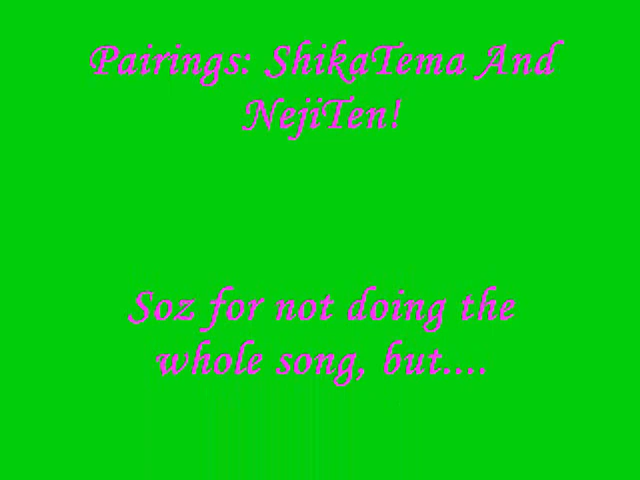 Pairings: ShikaTema And
NejiTen!
Soz for not doing the
whole song, but....